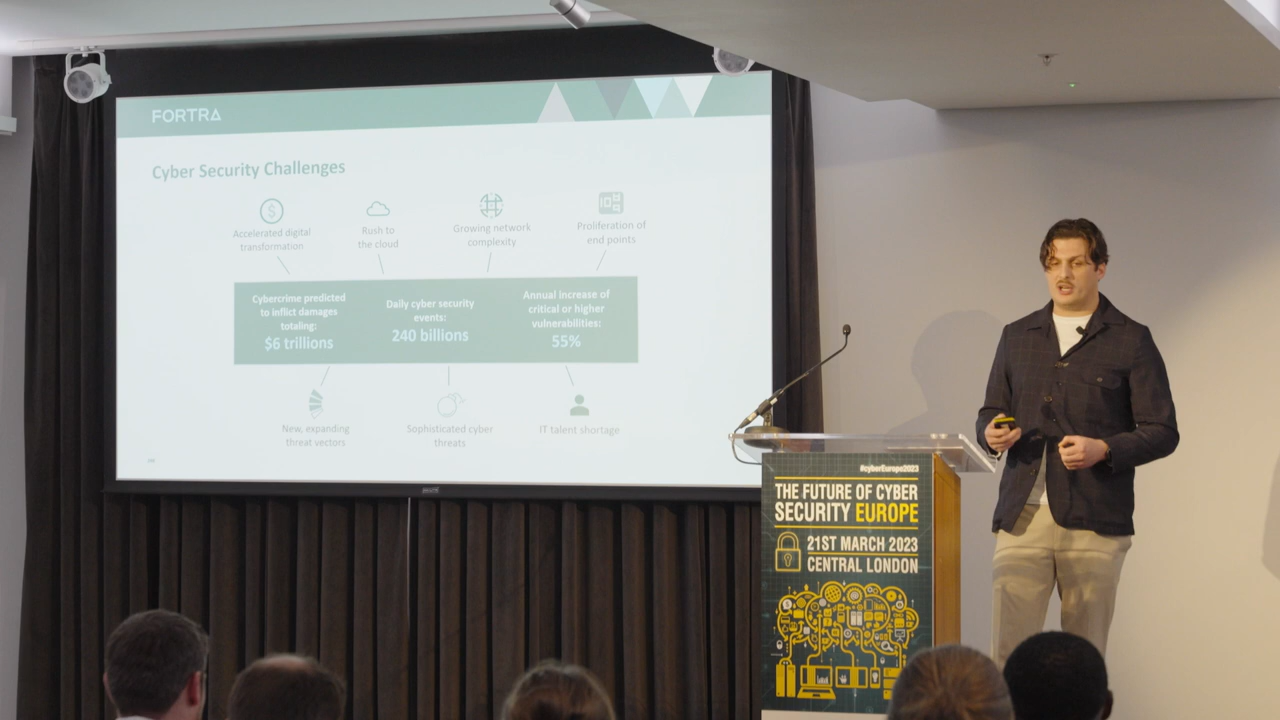 FORTRA
Cyber Security Challenges
Accelerated digital
transformation
Rush to
the cloud
Growing network
complexity
Proliferation of
end points
Cybercrime predicted
to inflict damages
totaling:
$6 trillions
Daily cyber security
events:
240 billions
Annual Increase of
critical or higher
vulnerabilities:
55%
New, expanding
threat vectors
Sophisticated cyber
threats
IT talent shortage
#cyberEurope2023
THE FUTURE OF CYBER
SECURITY EUROPE
21ST MARCH 2023
CENTRAL LONDON